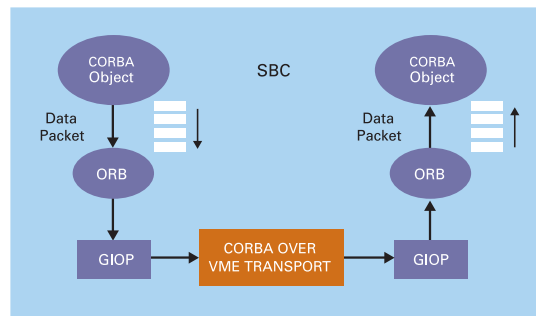 CORBA
Object
SBC
CORBA
Object
Data
Packet
Data
Packet
ORB
ORB
GIOP
CORBA OVER
VME TRANSPORT
GIOP